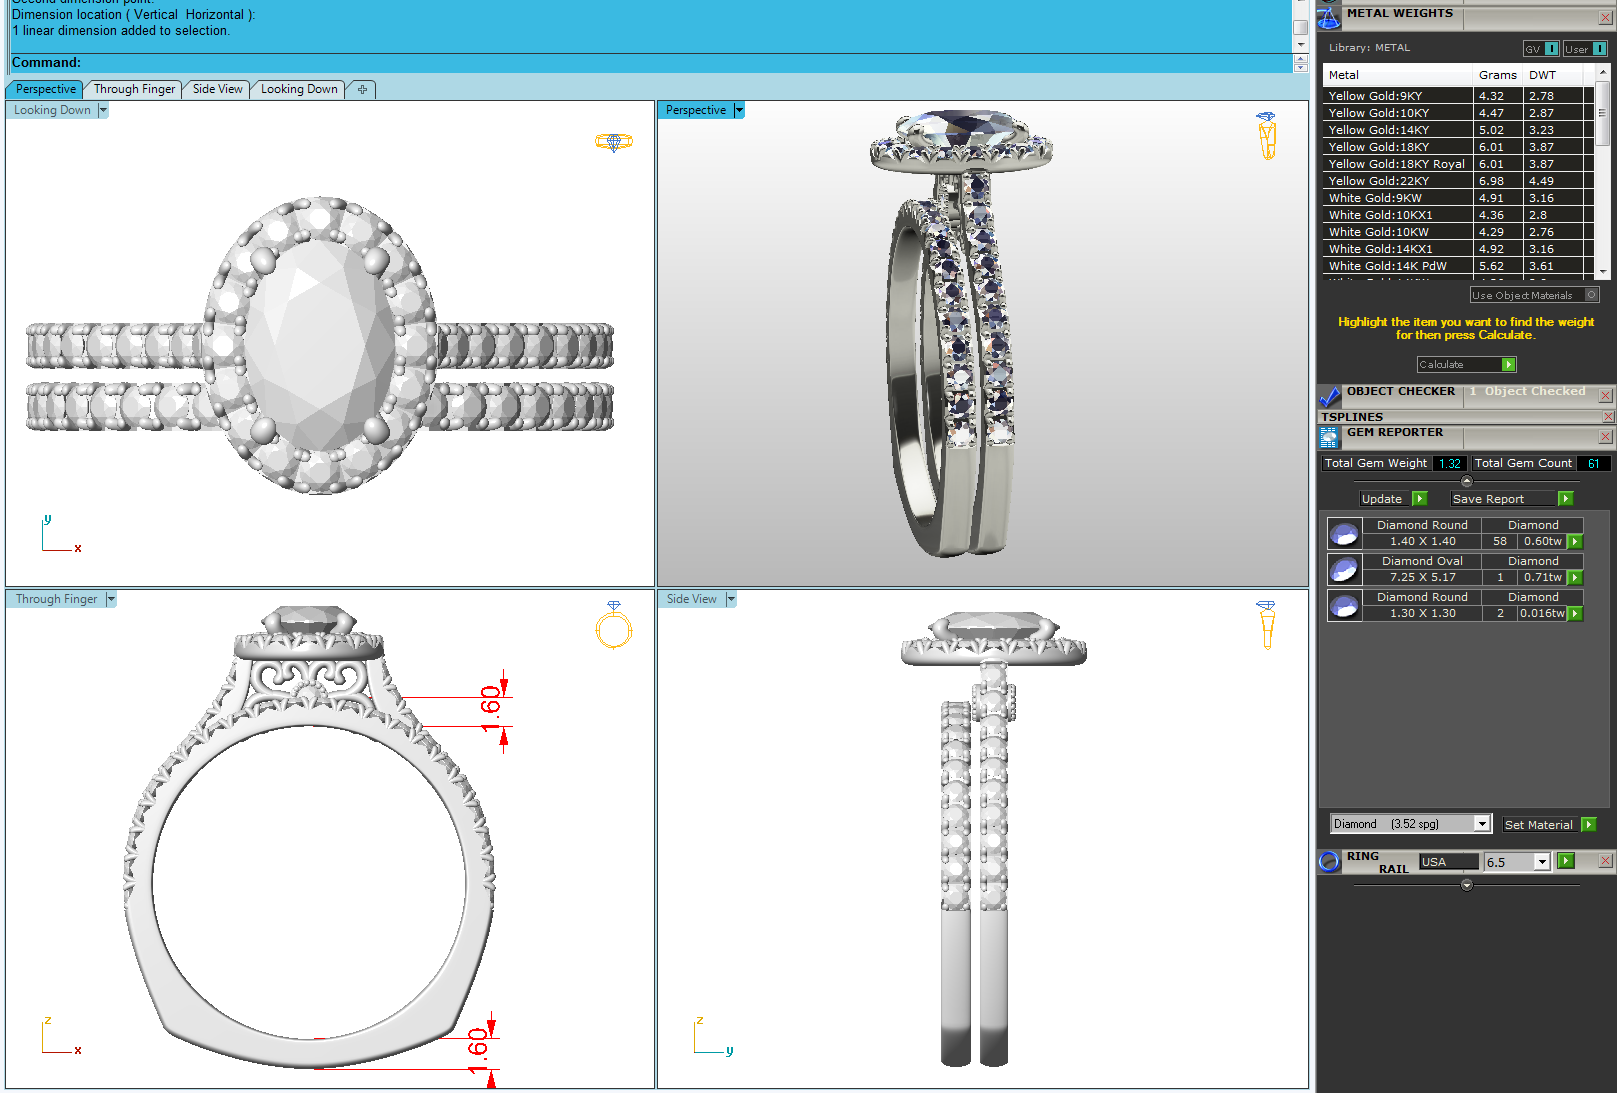 Second dimension point:
Dimension location ( Vertical  Horizontal ):
1 linear dimension added to selection.
Command:
Perspective Through Finger Side View Looking Down
Looking Down
Perspective
Through Finger
1.60
1.60
z
x
y
x
Side View
z
y
METAL WEIGHTS
Library: METAL GV User
Metal Grams DWT
Yellow Gold:9KY 4.32 2.78
Yellow Gold:10KY 4.47 2.87
Yellow Gold:14KY 5.02 3.23
Yellow Gold:18KY 6.01 3.87
Yellow Gold:18KY Royal 6.01 3.87
Yellow Gold:22KY 6.98 4.49
White Gold:9KW 4.91 3.16
White Gold:10KX1 4.36 2.8
White Gold:10KW 4.29 2.76
White Gold:14KX1 4.92 3.16
White Gold:14K PdW 5.62 3.61
Use Object Materials
Highlight the item you want to find the weight
for then press Calculate.
Calculate
OBJECT CHECKER 1 Object Checked
TSPLINES
GEM REPORTER
Total Gem Weight 1.32 Total Gem Count 61
Update Save Report
Diamond Round Diamond
1.40 X 1.40 58 0.60tw
Diamond Oval Diamond
7.25 X 5.17 1 0.71tw
Diamond Round Diamond
1.30 X 1.30 2 0.016tw
Diamond (3.52 spg) Set Material
RING RAIL USA 6.5